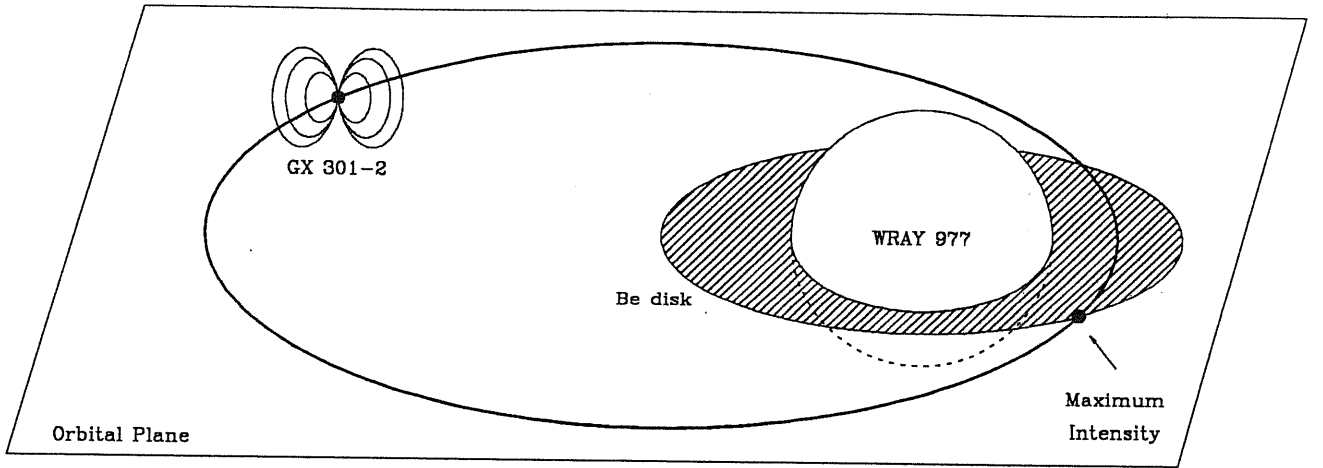 GX 301-2
WRAY 977
Be disk
Maximum
Intensity
Orbital Plane